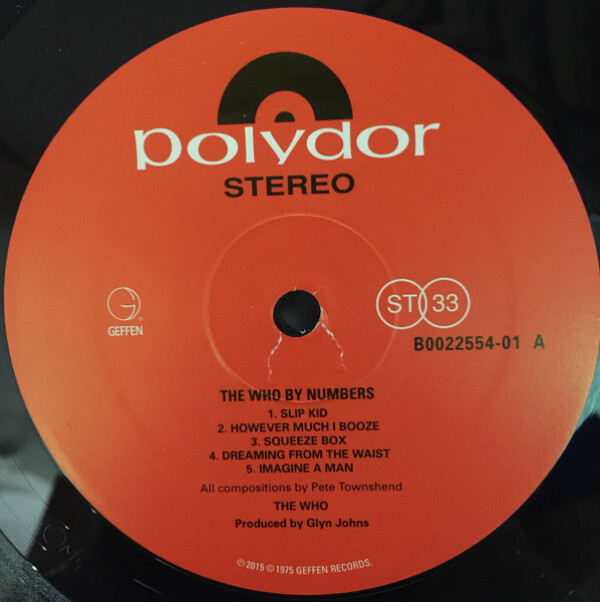 polydor
STEREO
G®
GEFFEN
ST 33
B0022554-01 A
THE WHO BY NUMBERS
1. SLIP KID
2. HOWEVER MUCH I BOOZE
3. SQUEEZE BOX
4. DREAMING FROM THE WAIST
5. IMAGINE A MAN
All compositions by Pete Townshend
THE WHO
Produced by Glyn Johns
℗ 2015 © 1975 GEFFEN RECORDS.